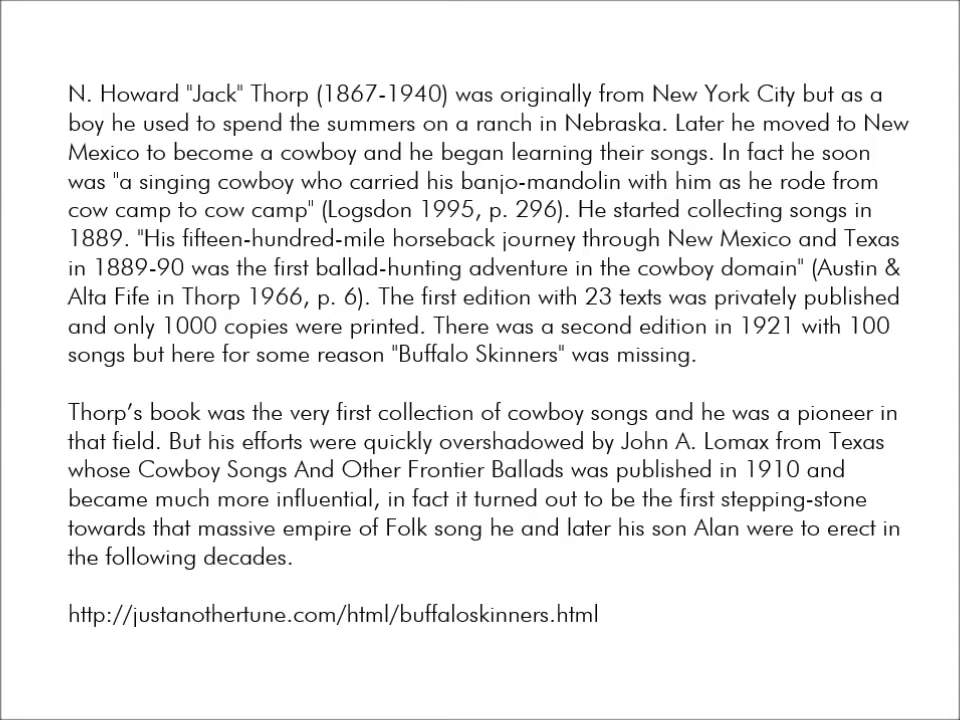 N. Howard "Jack" Thorp (1867-1940) was originally from New York City but as a
boy he used to spend the summers on a ranch in Nebraska. Later he moved to New
Mexico to become a cowboy and he began learning their songs. In fact he soon
was "a singing cowboy who carried his banjo-mandolin with him as he rode from
cow camp to cow camp" (Logsdon 1995, p. 296). He started collecting songs in
1889. "His fifteen-hundred-mile horseback journey through New Mexico and Texas
in 1889-90 was the first ballad-hunting adventure in the cowboy domain" (Austin &
Alta Fife in Thorp 1966, p. 6). The first edition with 23 texts was privately published
and only 1000 copies were printed. There was a second edition in 1921 with 100
songs but here for some reason "Buffalo Skinners" was missing.

Thorp’s book was the very first collection of cowboy songs and he was a pioneer in
that field. But his efforts were quickly overshadowed by John A. Lomax from Texas
whose Cowboy Songs And Other Frontier Ballads was published in 1910 and
became much more influential, in fact it turned out to be the first stepping-stone
towards that massive empire of Folk song he and later his son Alan were to erect in
the following decades.

http://justanothertune.com/html/buffaloskinners.html